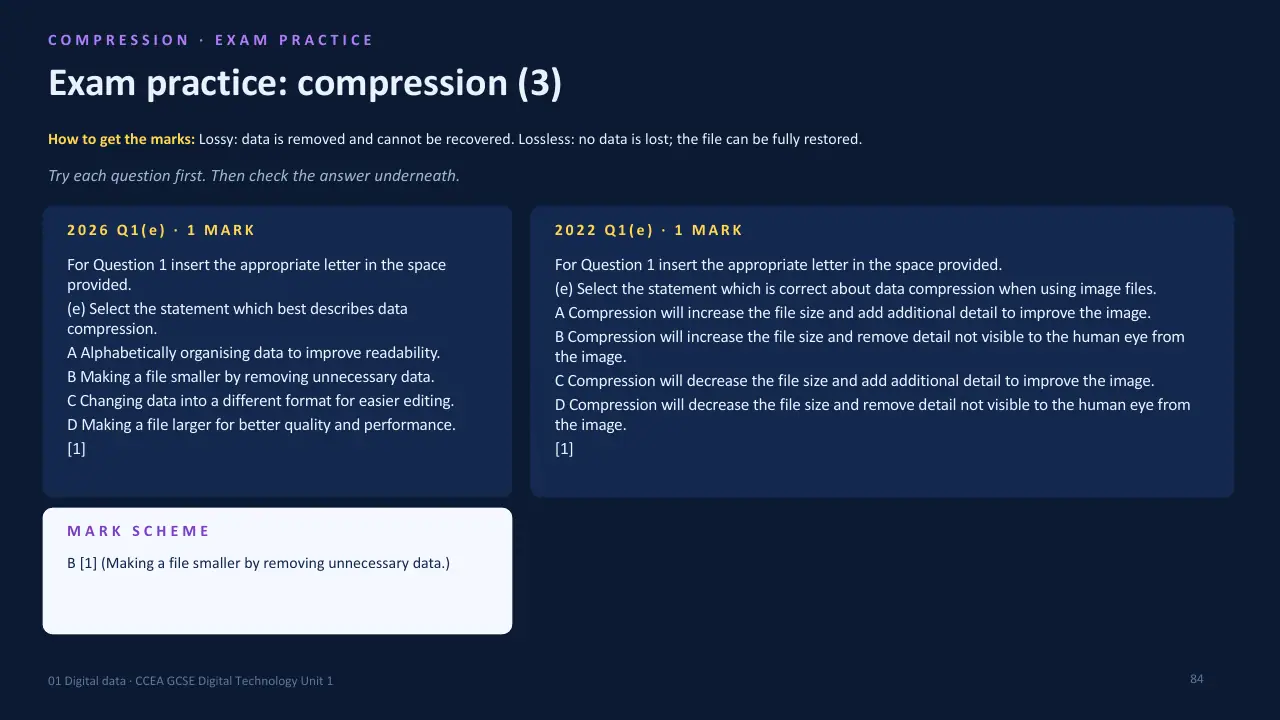 COMPRESSION · EXAM PRACTICE
Exam practice: compression (3)
How to get the marks: Lossy: data is removed and cannot be recovered. Lossless: no data is lost; the file can be fully restored.
Try each question first. Then check the answer underneath.
2026 Q1(e) · 1 MARK
For Question 1 insert the appropriate letter in the space
provided.
(e) Select the statement which best describes data
compression.
A Alphabetically organising data to improve readability.
B Making a file smaller by removing unnecessary data.
C Changing data into a different format for easier editing.
D Making a file larger for better quality and performance.
[1]
2022 Q1(e) · 1 MARK
For Question 1 insert the appropriate letter in the space provided.
(e) Select the statement which is correct about data compression when using image files.
A Compression will increase the file size and add additional detail to improve the image.
B Compression will increase the file size and remove detail not visible to the human eye from
the image.
C Compression will decrease the file size and add additional detail to improve the image.
D Compression will decrease the file size and remove detail not visible to the human eye from
the image.
[1]
MARK SCHEME
B [1] (Making a file smaller by removing unnecessary data.)
01 Digital data · CCEA GCSE Digital Technology Unit 1
84